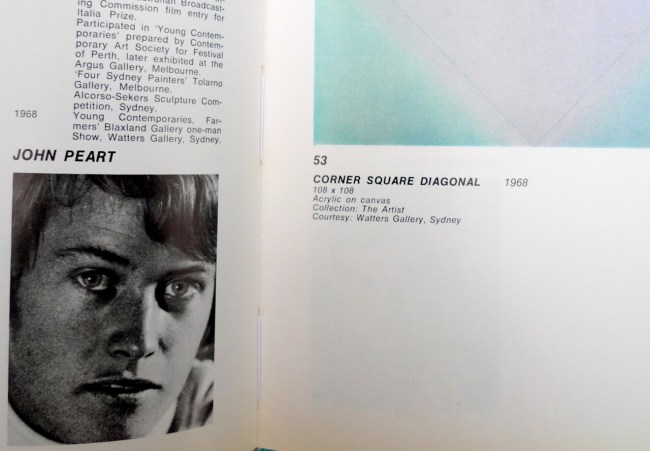 ing Commission film entry for
Italia Prize.
Participated in 'Young Contem-
poraries' prepared by Contem-
porary Art Society for Festival
of Perth, later exhibited at the
Argus Gallery, Melbourne.
'Four Sydney Painters' Tolarno
Gallery, Melbourne.
Alcorso-Sekers Sculpture Com-
petition, Sydney.
1968 Young Contemporaries, Far-
mers' Blaxland Gallery one-man
Show, Watters Gallery, Sydney.
JOHN PEART
53
CORNER SQUARE DIAGONAL 1968
108 x 108
Acrylic on canvas
Collection: The Artist
Courtesy: Watters Gallery, Sydney